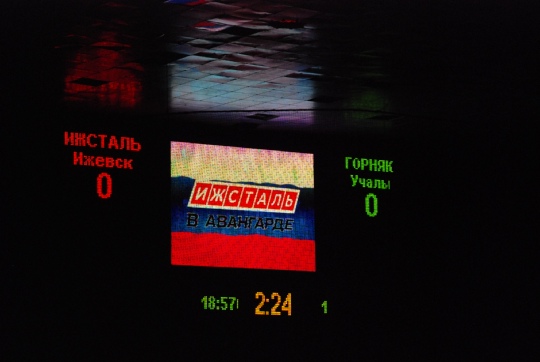 ИЖСТАЛЬ
Ижевск
0
ИЖСТАЛЬ
В АВАНГАРДЕ
ГОРНЯК
Учалы
0
18:57
2:24
1